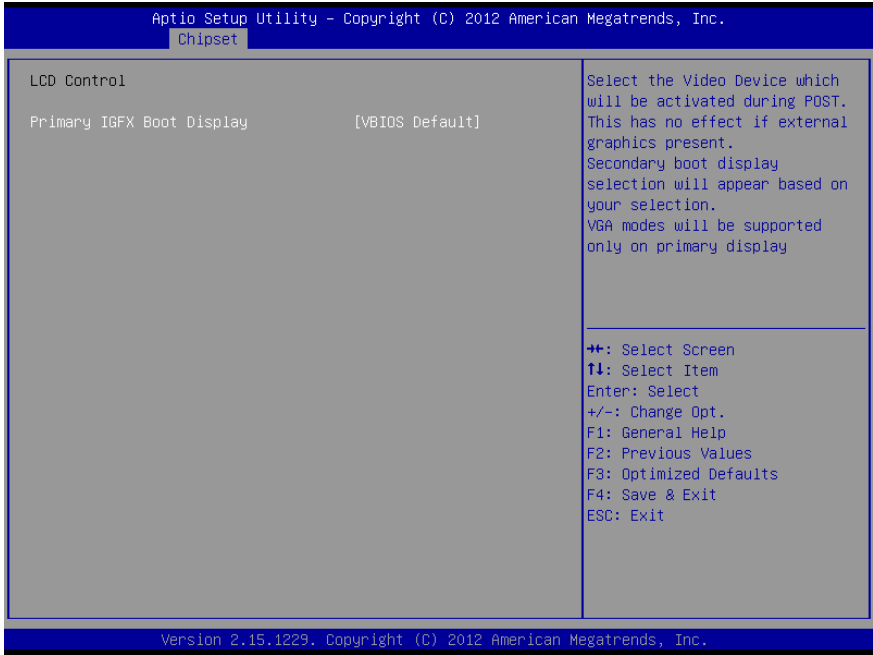 Aptio Setup Utility – Copyright (C) 2012 American Megatrends, Inc.
Chipset
LCD Control
Primary IGFX Boot Display [VBIOS Default]
Select the Video Device which
will be activated during POST.
This has no effect if external
graphics present.
Secondary boot display
selection will appear based on
your selection.
VGA modes will be supported
only on primary display
→←: Select Screen
↑↓: Select Item
Enter: Select
+/-: Change Opt.
F1: General Help
F2: Previous Values
F3: Optimized Defaults
F4: Save & Exit
ESC: Exit
Version 2.15.1229. Copyright (C) 2012 American Megatrends, Inc.